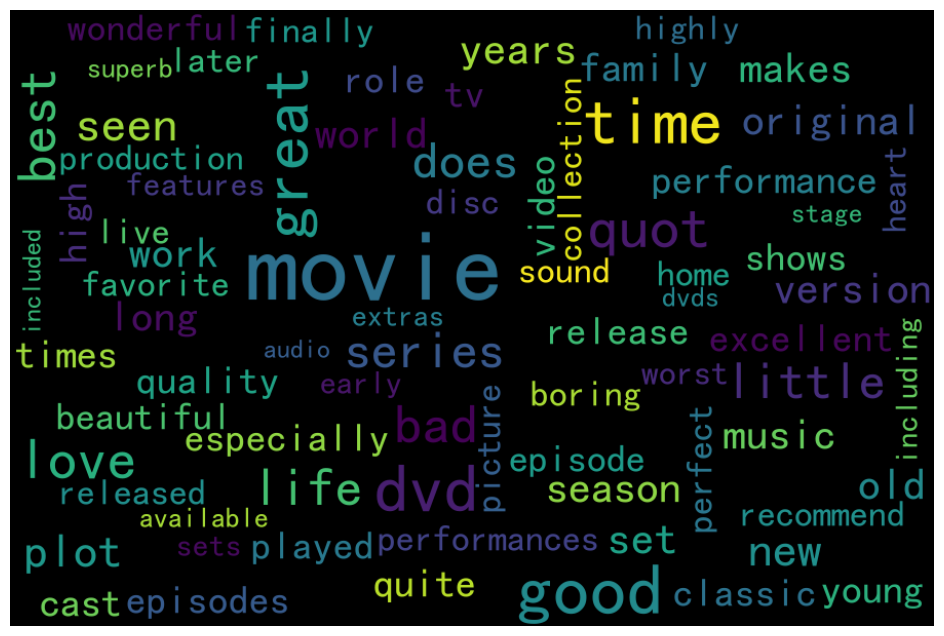 wonderful finally highly
superb later years family makes
best great role tv time
seen world collection original
production does video performance heart
high features disc quot stage
included live work movie sound home shows
favorite dvds version
long extras release excellent
times audio series including
quality early boring worst little
beautiful bad picture perfect music
love especially episode
released life dvd season old
available recommend
plot sets played performances set new
quite good classic young
cast episodes